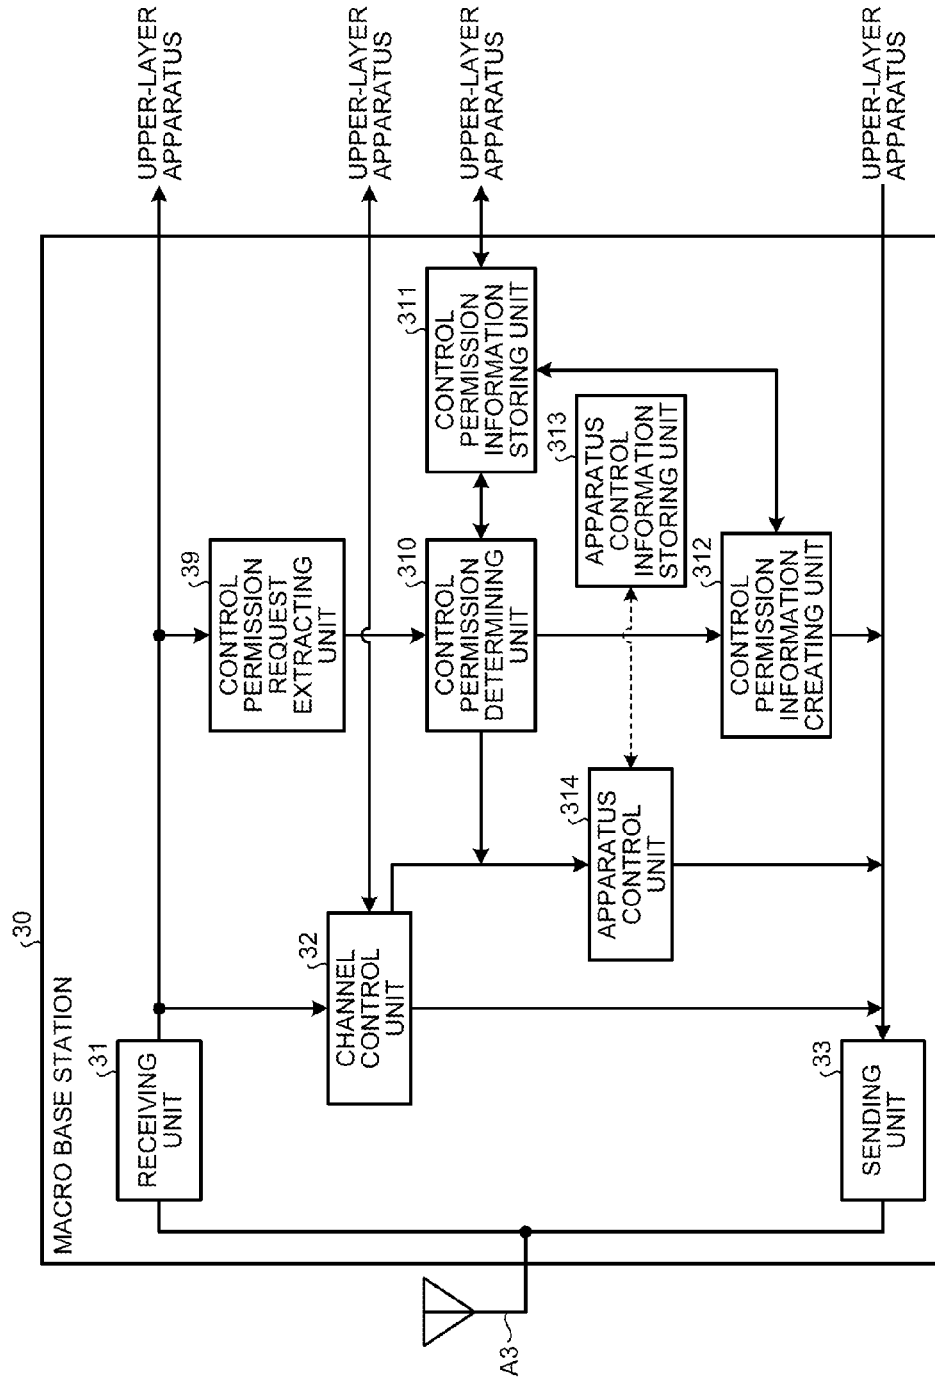 30
MACRO BASE STATION
31
RECEIVING
UNIT
UPPER-LAYER
APPARATUS
39
CONTROL
PERMISSION
REQUEST
EXTRACTING
UNIT
32
CHANNEL
CONTROL
UNIT
UPPER-LAYER
APPARATUS
310
CONTROL
PERMISSION
DETERMINING
UNIT
311
CONTROL
PERMISSION
INFORMATION
STORING UNIT
UPPER-LAYER
APPARATUS
A3
314
APPARATUS
CONTROL
UNIT
313
APPARATUS
CONTROL
INFORMATION
STORING UNIT
312
CONTROL
PERMISSION
INFORMATION
CREATING UNIT
33
SENDING
UNIT
UPPER-LAYER
APPARATUS